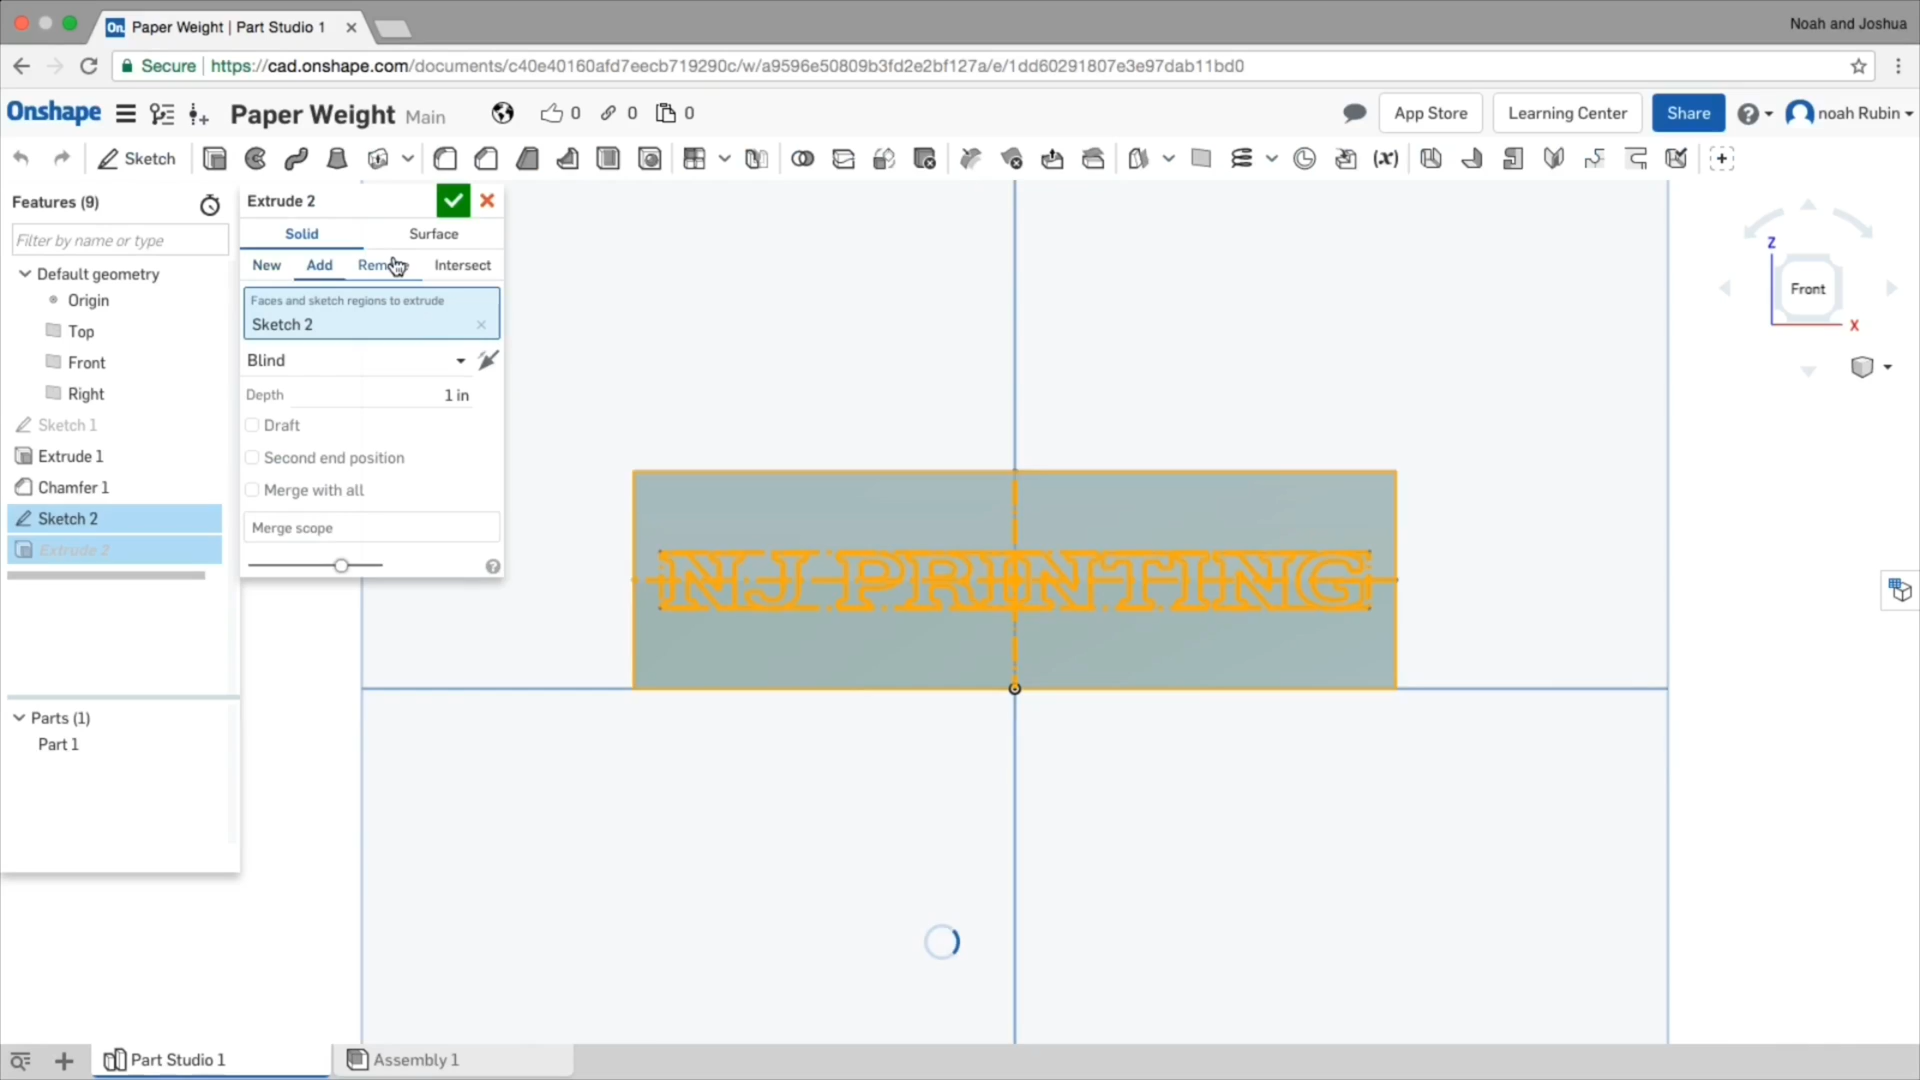 Paper Weight | Part Studio 1
Noah and Joshua
Secure
https://cad.onshape.com/documents/c40e40160afd7eecb719290c/w/a9596e50809b3fd2e2bf127a/e/1dd60291807e3e97dab11bd0
Onshape
Paper Weight Main
0 0 0
App Store
Learning Center
Share
noah Rubin
Sketch
(x)
Features (9)
Filter by name or type
Default geometry
Origin
Top
Front
Right
Sketch 1
Extrude 1
Chamfer 1
Sketch 2
Extrude 2
Parts (1)
Part 1
Extrude 2
Solid Surface
New Add Intersect
Faces and sketch regions to extrude
Sketch 2
Blind
Depth 1 in
Draft
Second end position
Merge with all
Merge scope
NJ PRINTING
Z
Front
X
Part Studio 1
Assembly 1